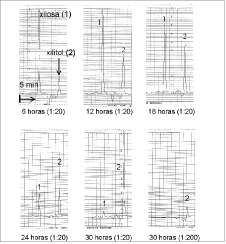 xilosa (1)
1
2
1
xilitol (2)
2
5 min
6 horas (1:20)
12 horas (1:20)
18 horas (1:20)
2
2
1
1
1
2
24 horas (1:20)
30 horas (1:20)
30 horas (1:200)